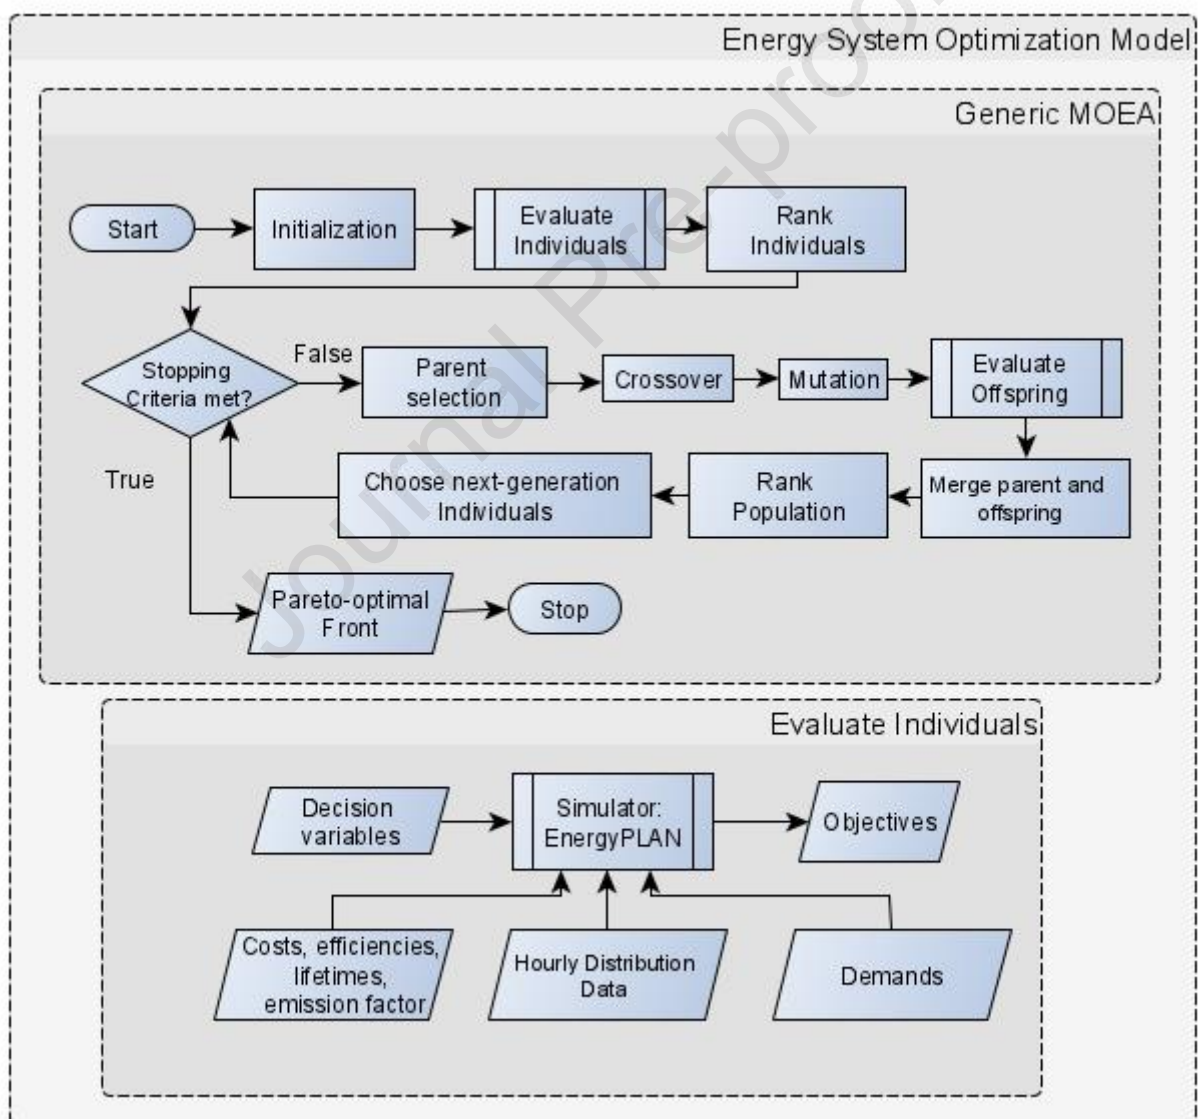 Energy System Optimization Model
Generic MOEA
Start
Initialization
Evaluate
Individuals
Rank
Individuals
Stopping
Criteria met?
False
Parent
selection
Crossover
Mutation
Evaluate
Offspring
True
Choose next-generation
Individuals
Rank
Population
Merge parent and
offspring
Pareto-optimal
Front
Stop
Evaluate Individuals
Decision
variables
Simulator:
EnergyPLAN
Objectives
Costs, efficiencies,
lifetimes,
emission factor
Hourly Distribution
Data
Demands
Journal Pre-proo